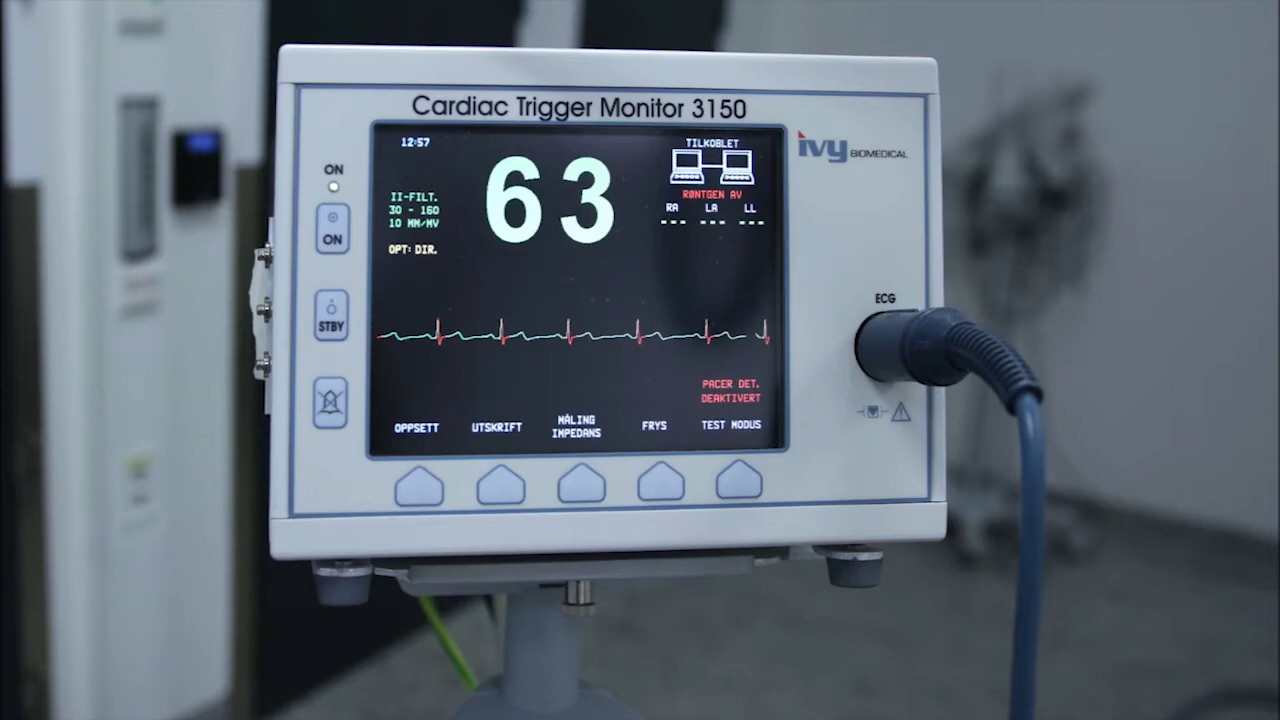 Cardiac Trigger Monitor 3150
ivy BIOMEDICAL
12:57
63
TILKOBLET
RØNTGEN AV
RA LA LL
--- --- ---
II-FILT.
30 - 160
10 MM/MV
OPT: DIR.
ON
ON
STBY
ECG
PACER DET.
DEAKTIVERT
OPPSETT
UTSKRIFT
MÅLING
IMPEDANS
FRYS
TEST MODUS